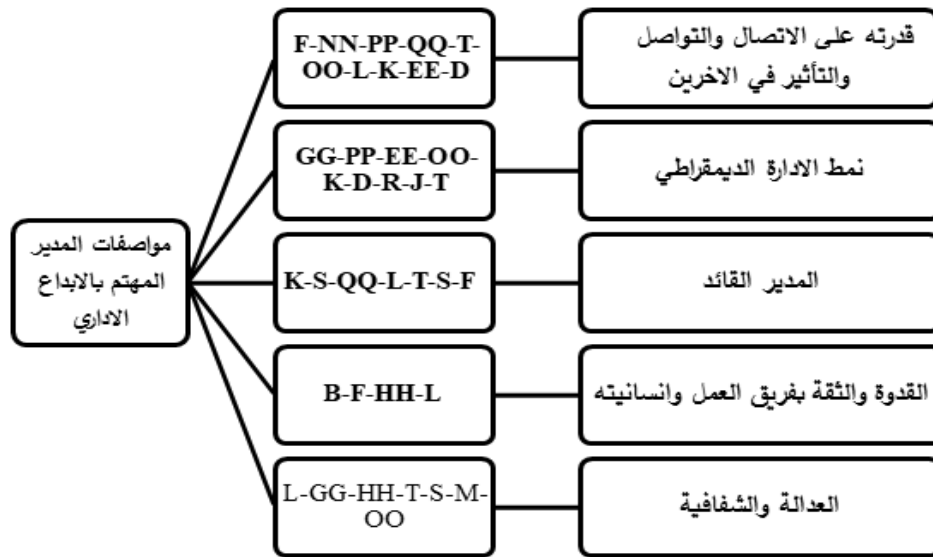 قدرته على الاتصال والتواصل
والتأثير في الاخرين
F-NN-PP-QQ-T-
OO-L-K-EE-D
نمط الادارة الديمقراطي
GG-PP-EE-OO-
K-D-R-J-T
مواصفات المدير
المهتم بالابداع
الاداري
المدير القائد
K-S-QQ-L-T-S-F
القدوة والثقة بفريق العمل وانسانيته
B-F-HH-L
العدالة والشفافية
L-GG-HH-T-S-M-
OO